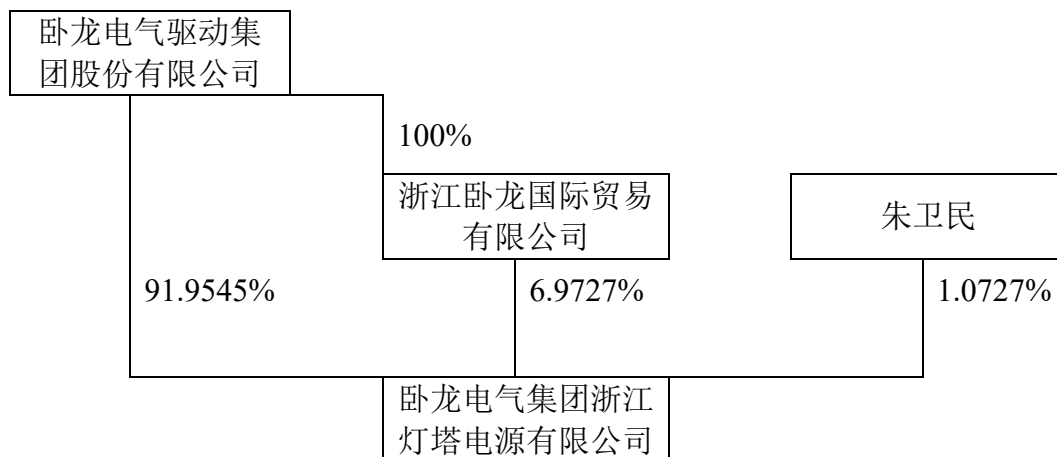 卧龙电气驱动集
团股份有限公司
100%
浙江卧龙国际贸易
有限公司
朱卫民
91.9545%
6.9727%
1.0727%
卧龙电气集团浙江
灯塔电源有限公司